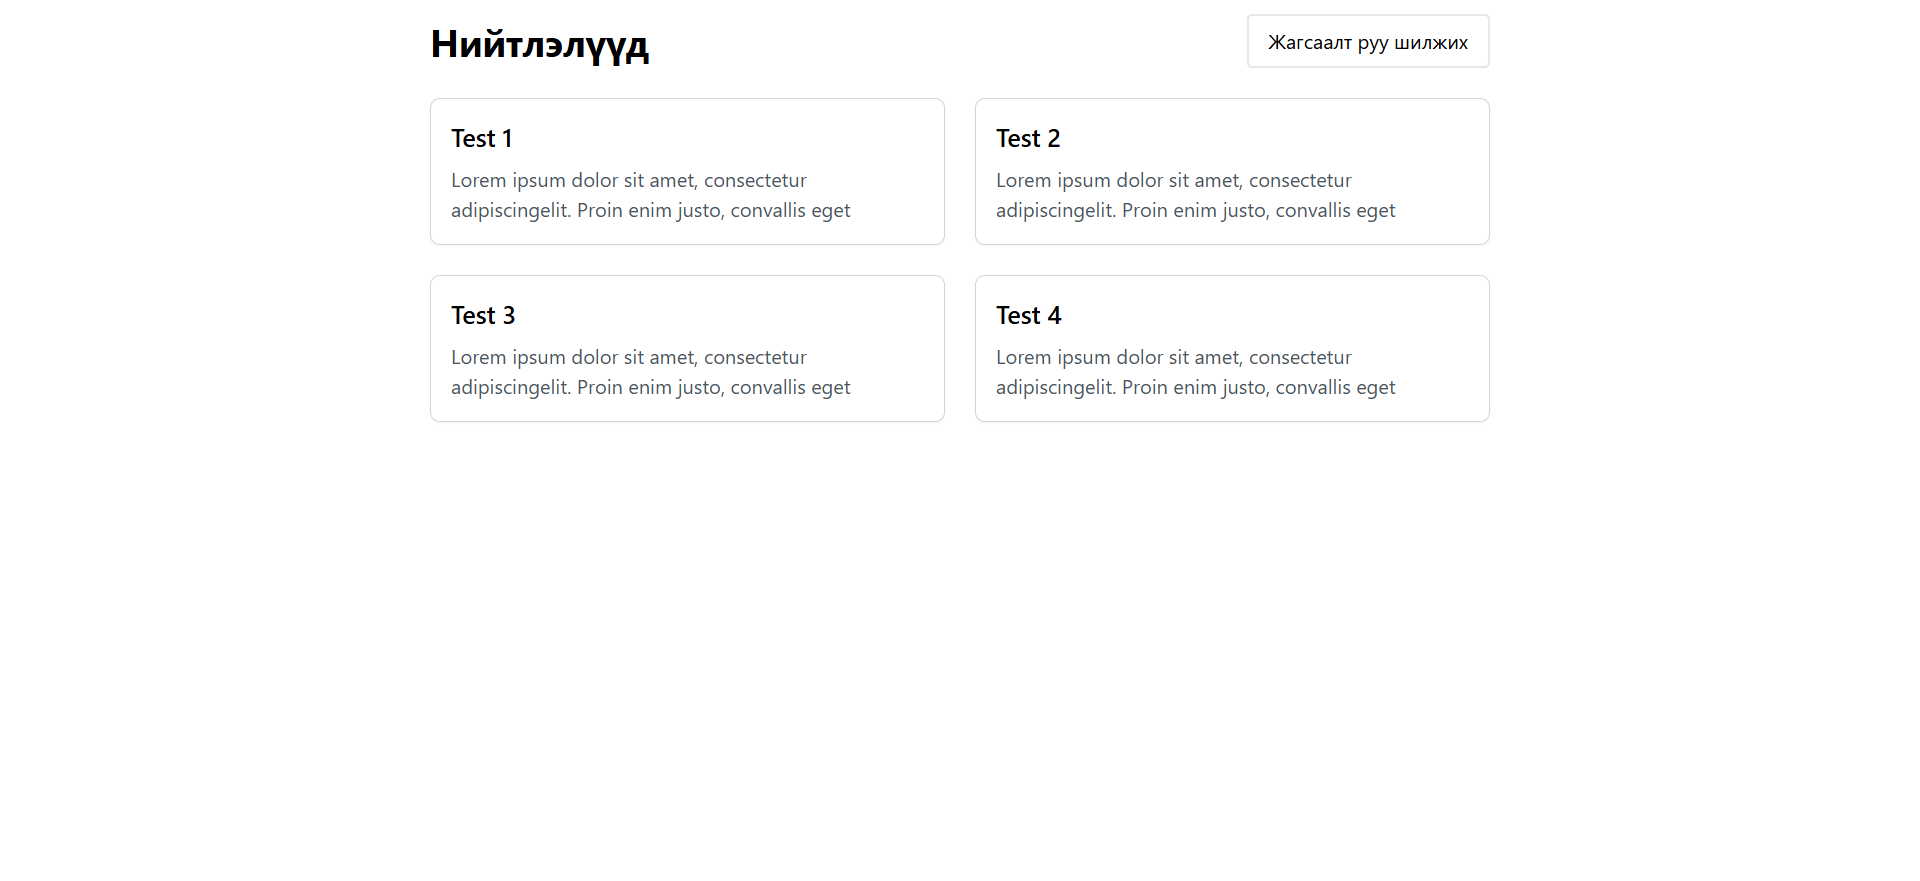 Нийтлэлүүд
Жагсаалт руу шилжих
Test 1
Lorem ipsum dolor sit amet, consectetur
adipiscingelit. Proin enim justo, convallis eget
Test 2
Lorem ipsum dolor sit amet, consectetur
adipiscingelit. Proin enim justo, convallis eget
Test 3
Lorem ipsum dolor sit amet, consectetur
adipiscingelit. Proin enim justo, convallis eget
Test 4
Lorem ipsum dolor sit amet, consectetur
adipiscingelit. Proin enim justo, convallis eget